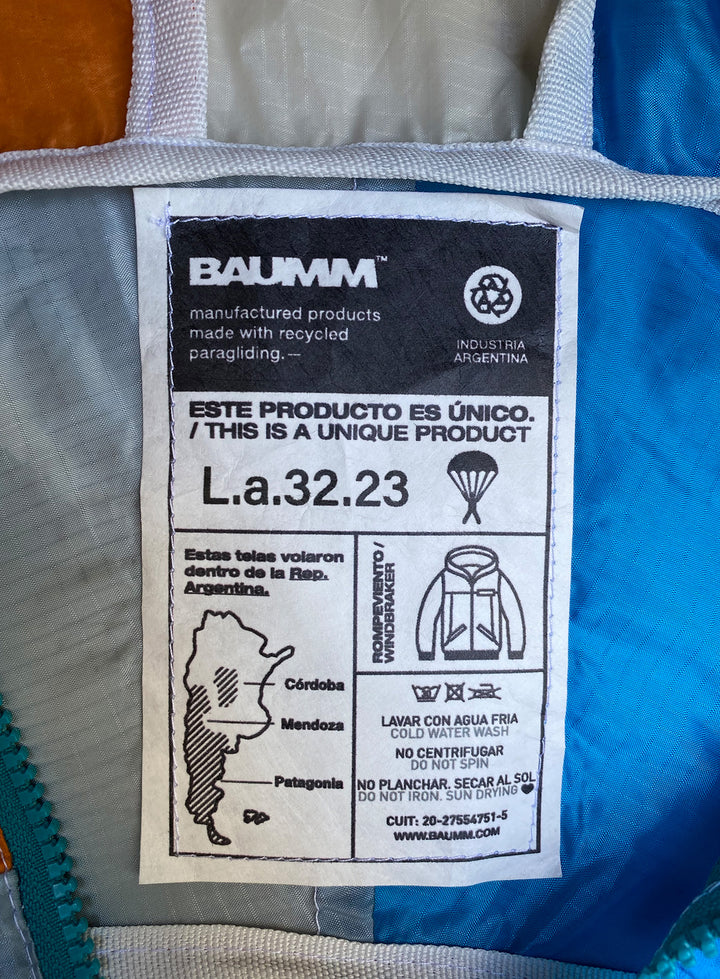 BAUMM™
manufactured products
made with recycled
paragliding.—
INDUSTRIA
ARGENTINA
ESTE PRODUCTO ES ÚNICO.
/ THIS IS A UNIQUE PRODUCT
L.a.32.23
Estas telas volaron
dentro de la Rep.
Argentina.
Córdoba
Mendoza
Patagonia
ROMPEVIENTO /
WINDBRAKER
LAVAR CON AGUA FRIA
COLD WATER WASH
NO CENTRIFUGAR
DO NOT SPIN
NO PLANCHAR. SECAR AL SOL
DO NOT IRON. SUN DRYING ♥
CUIT: 20-27554751-5
WWW.BAUMM.COM